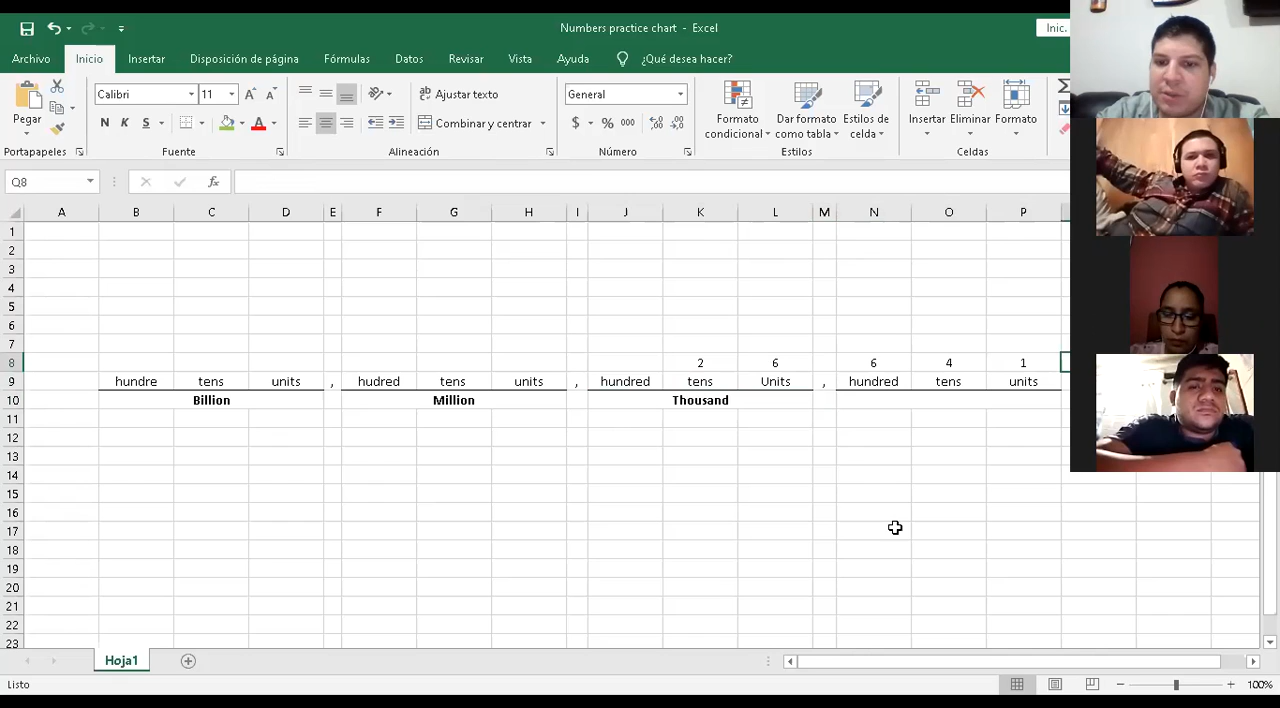 Numbers practice chart - Excel
Inic.
Archivo Inicio Insertar Disposición de página Fórmulas Datos Revisar Vista Ayuda ¿Qué desea hacer?
Pegar
Calibri 11 A A
N K S A
Ajustar texto
Combinar y centrar
General
$ % 000
Formato condicional
Dar formato como tabla
Estilos de celda
Insertar Eliminar Formato
Portapapeles Fuente Alineación Número Estilos Celdas
Q8
fx
A B C D E F G H I J K L M N O P
1
2
3
4
5
6
7
8 2 6 6 4 1
9 hundre tens units , hudred tens units , hundred tens Units , hundred tens units
10 Billion Million Thousand
11
12
13
14
15
16
17
18
19
20
21
22
23
Hoja1
Listo
100%